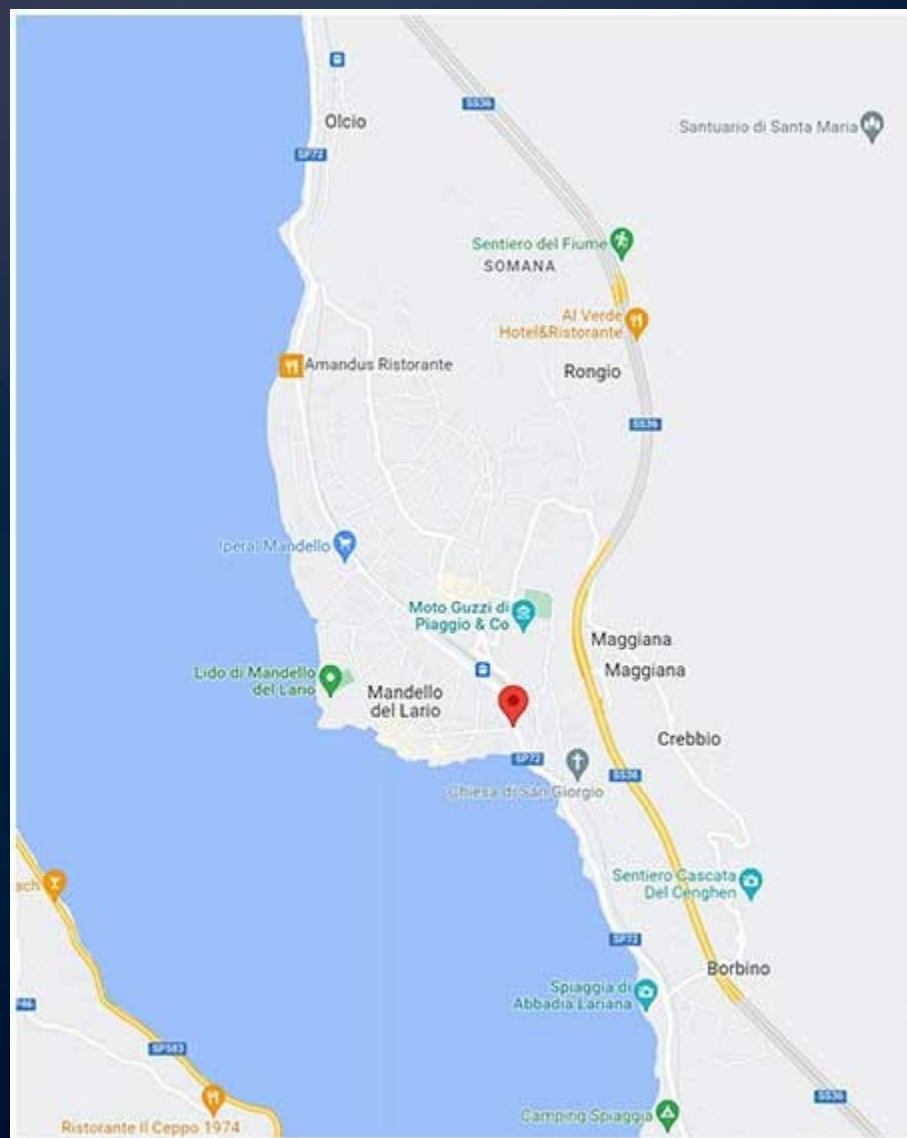 SS36
Olcio
Santuario di Santa Maria
SP72
Sentiero del Fiume
SOMANA
Al Verde
Hotel&Ristorante
Amandus Ristorante
Rongio
SS36
Iperal Mandello
Moto Guzzi di
Piaggio & Co
Maggiana
Maggiana
Lido di Mandello
del Lario
Mandello
del Lario
Crebbio
SP72
SS36
Chiesa di San Giorgio
ach
Sentiero Cascata
Del Cenghen
SP72
Borbino
Spiaggia di
Abbadia Lariana
SP583
SS36
Camping Spiaggia
Ristorante Il Ceppo 1974